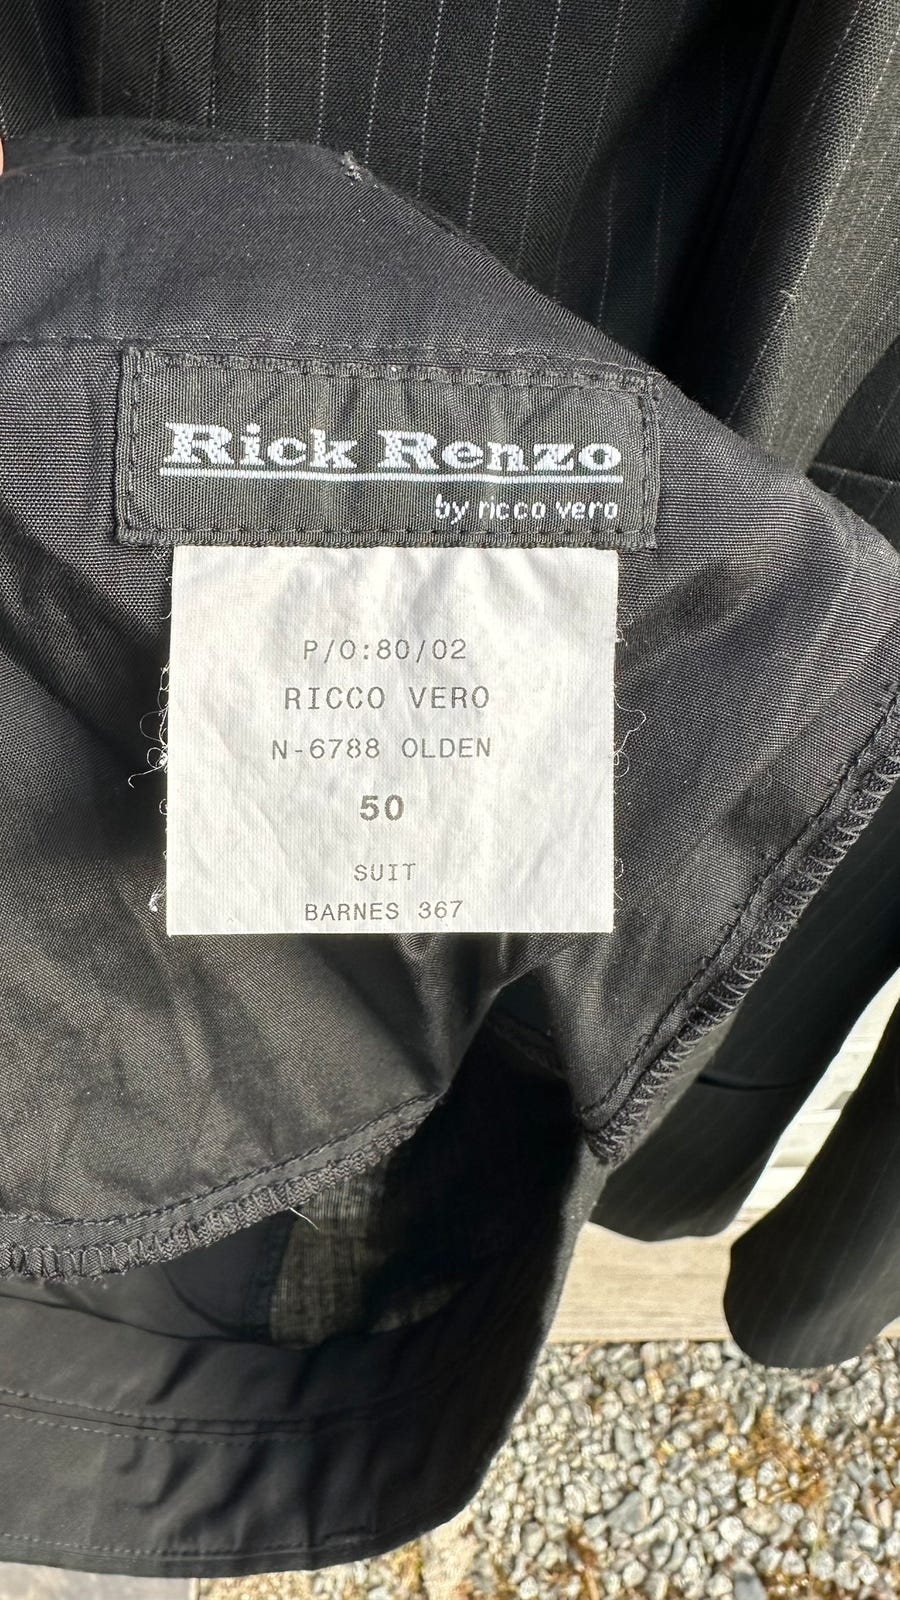 Rick Renzo
by ricco vero
P/O:80/02
RICCO VERO
N-6788 OLDEN
50
SUIT
BARNES 367